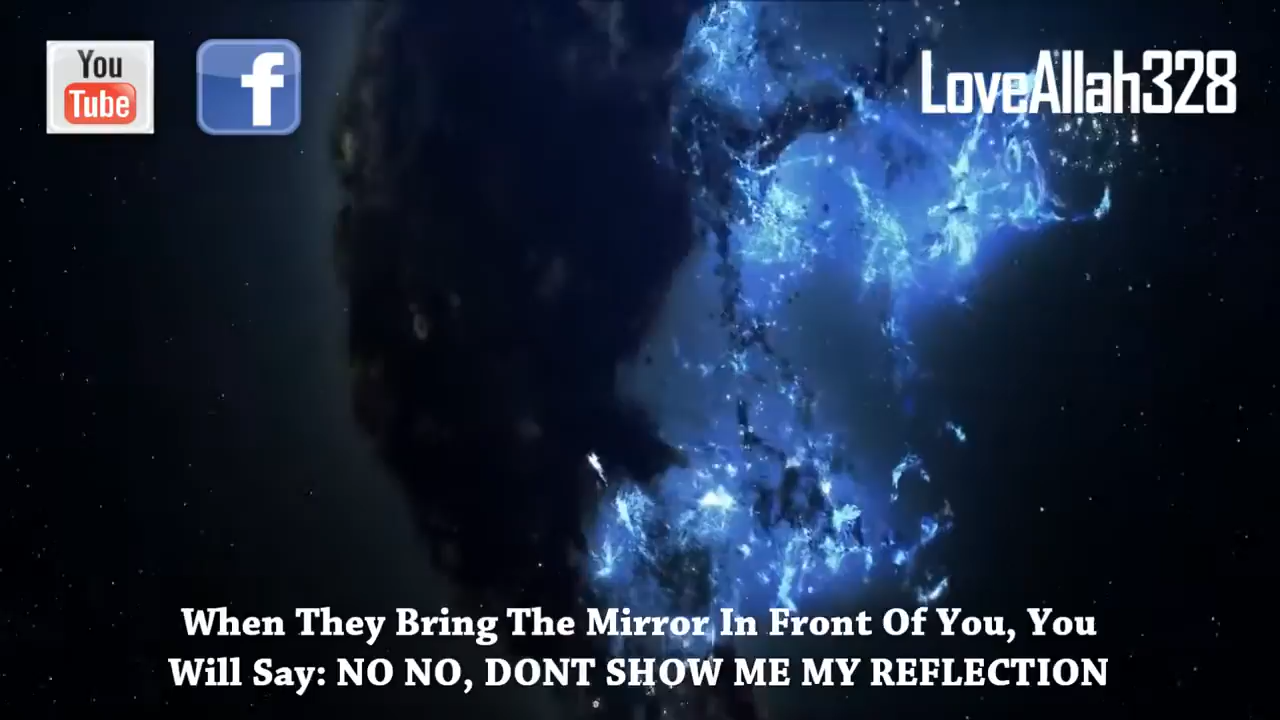 You
Tube
f
LoveAllah328
When They Bring The Mirror In Front Of You, You
Will Say: NO NO, DONT SHOW ME MY REFLECTION